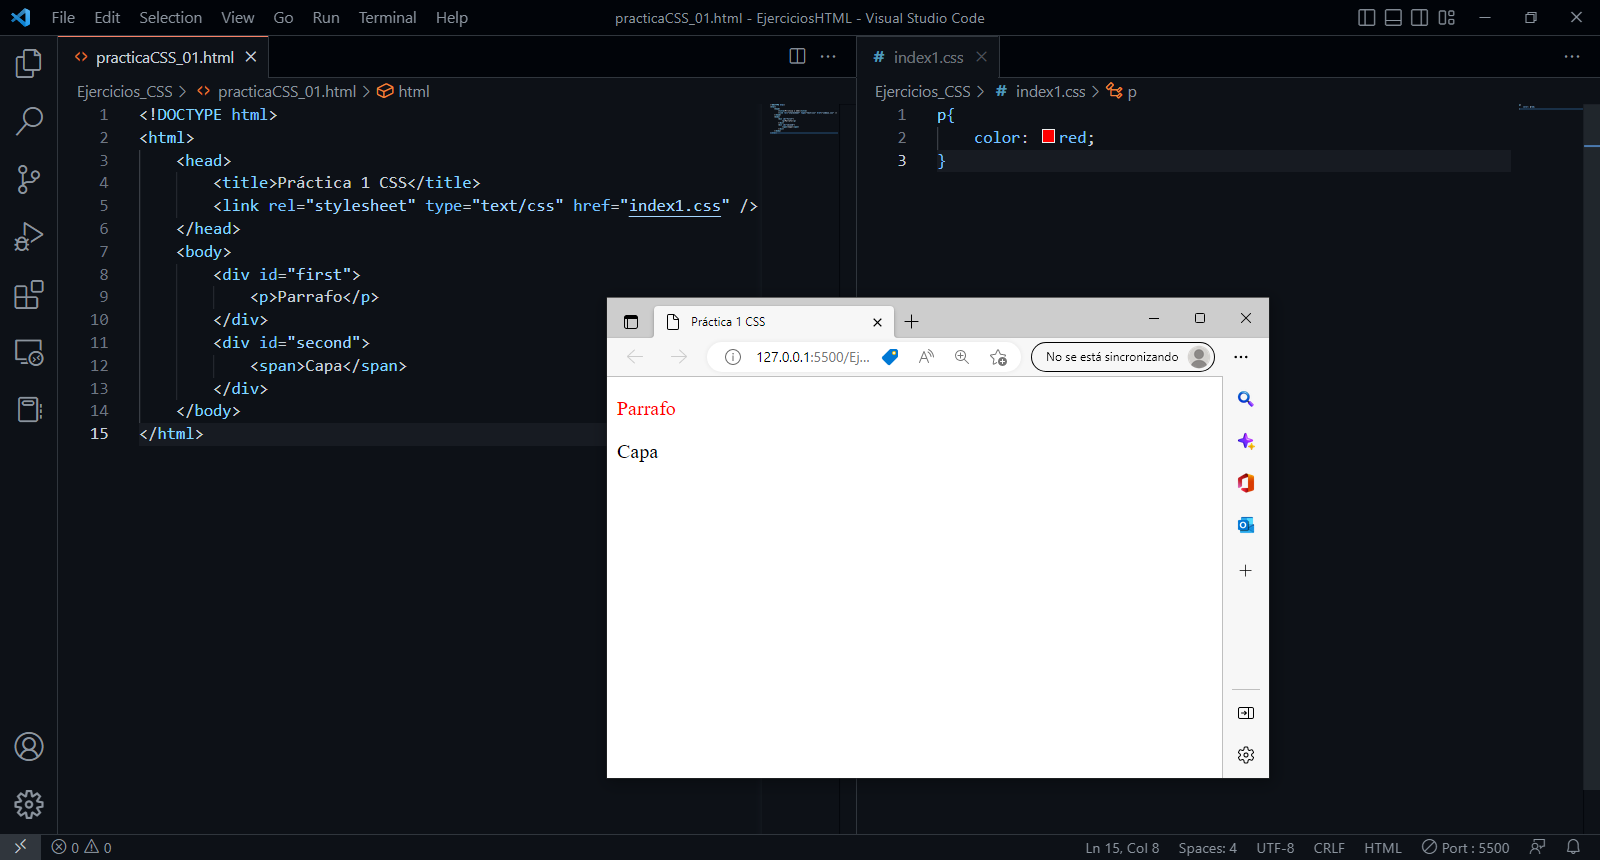 File Edit Selection View Go Run Terminal Help
practicaCSS_01.html - EjerciciosHTML - Visual Studio Code
practicaCSS_01.html
Ejercicios_CSS > practicaCSS_01.html > html
1 <!DOCTYPE html>
2 <html>
3 <head>
4 <title>Práctica 1 CSS</title>
5 <link rel="stylesheet" type="text/css" href="index1.css" />
6 </head>
7 <body>
8 <div id="first">
9 <p>Parrafo</p>
10 </div>
11 <div id="second">
12 <span>Capa</span>
13 </div>
14 </body>
15 </html>
# index1.css
Ejercicios_CSS > # index1.css > p
1 p{
2 color: red;
3 }
Práctica 1 CSS
127.0.0.1:5500/Ej...
No se está sincronizando
Parrafo
Capa
0 0
Ln 15, Col 8 Spaces: 4 UTF-8 CRLF HTML Port : 5500